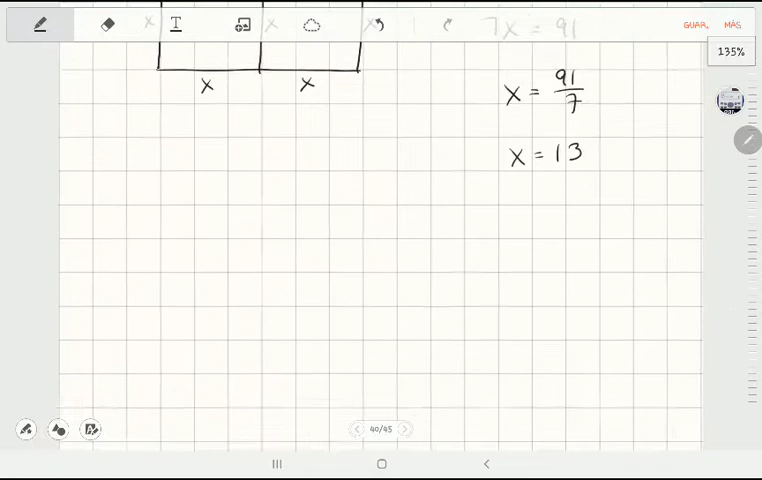 x T x x 7x = 91 GUAR. MÁS
135%
x x
x = 91/7
x = 13
40/45